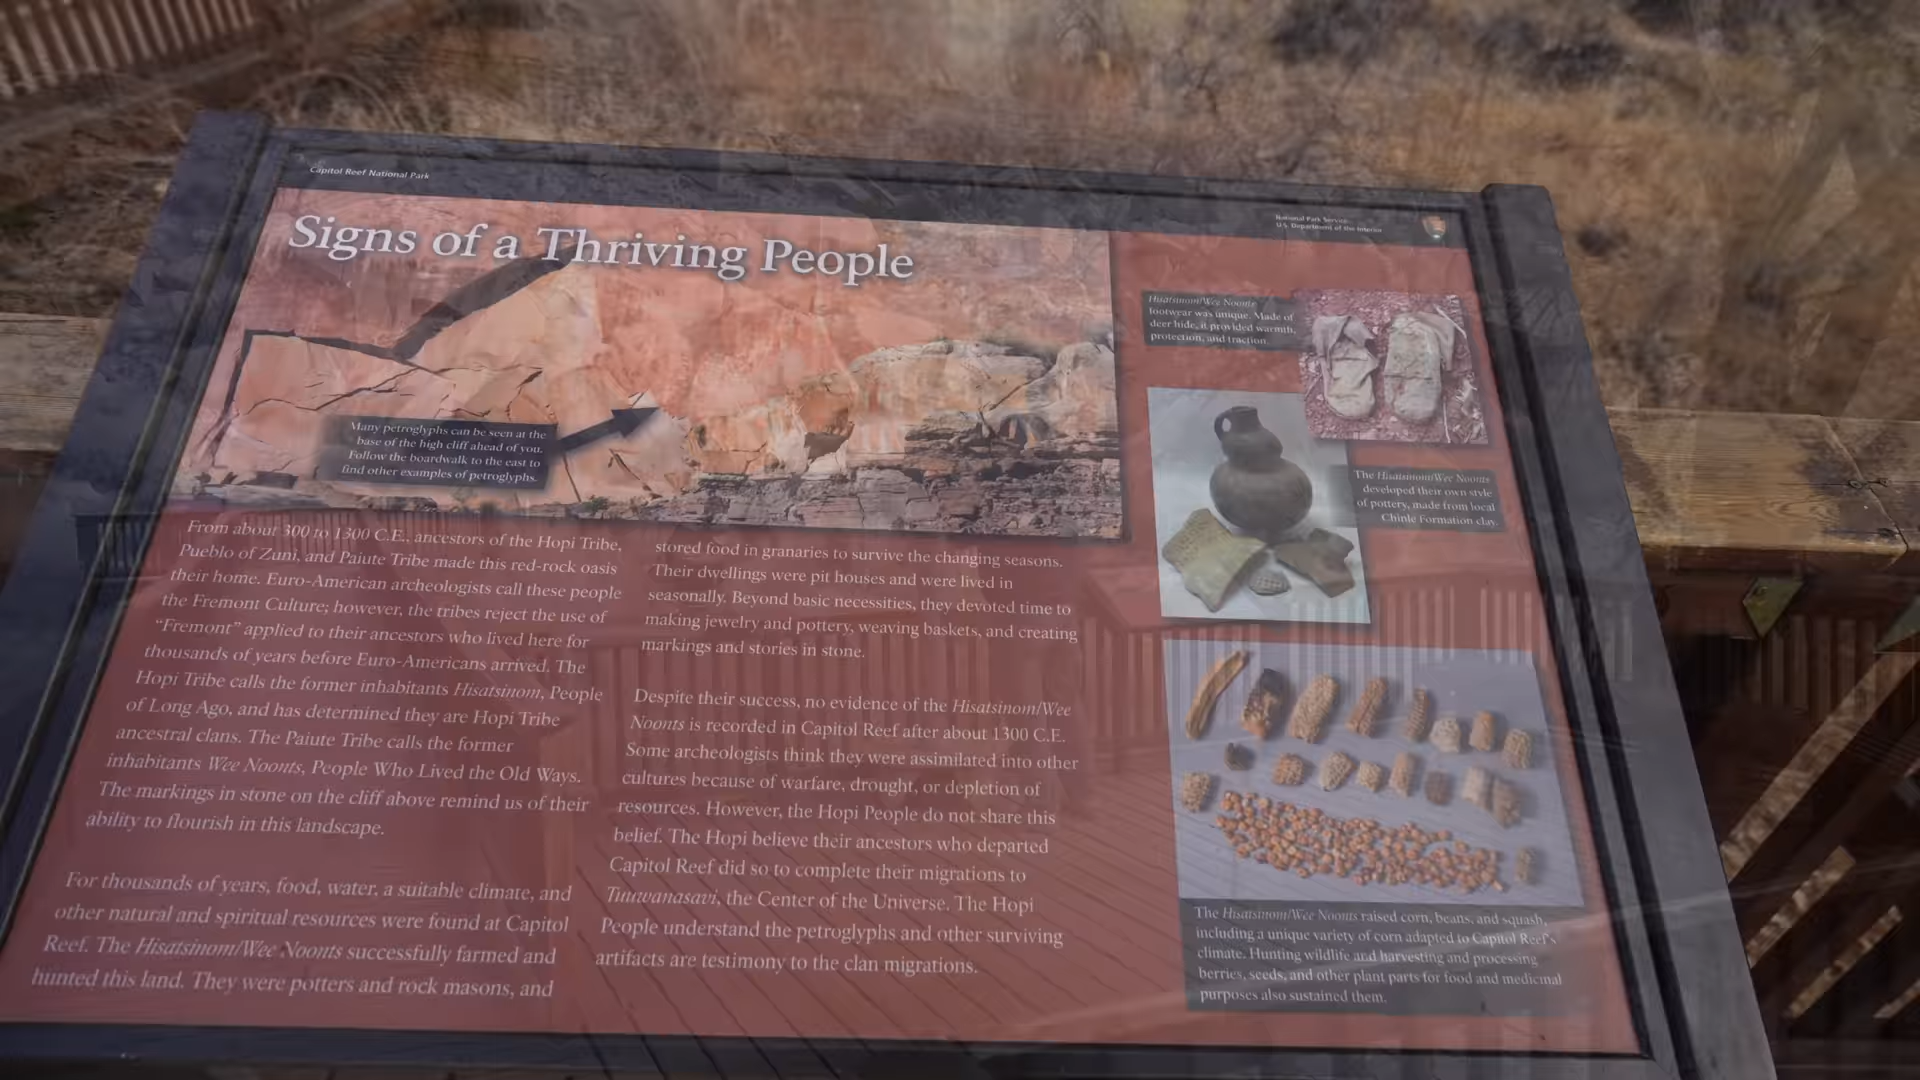 Capitol Reef National Park
National Park Service
U.S. Department of the Interior
Signs of a Thriving People
Many petroglyphs can be seen at the
base of the high cliff ahead of you.
Follow the boardwalk to the east to
find other examples of petroglyphs.
From about 300 to 1300 C.E., ancestors of the Hopi Tribe,
Pueblo of Zuni, and Paiute Tribe made this red-rock oasis
their home. Euro-American archeologists call these people
the Fremont Culture; however, the tribes reject the use of
“Fremont” applied to their ancestors who lived here for
thousands of years before Euro-Americans arrived. The
Hopi Tribe calls the former inhabitants Hisatsinom, People
of Long Ago, and has determined they are Hopi Tribe
ancestral clans. The Paiute Tribe calls the former
inhabitants Wee Noonts, People Who Lived the Old Ways.
The markings in stone on the cliff above remind us of their
ability to flourish in this landscape.
For thousands of years, food, water, a suitable climate, and
other natural and spiritual resources were found at Capitol
Reef. The Hisatsinom/Wee Noonts successfully farmed and
hunted this land. They were potters and rock masons, and
stored food in granaries to survive the changing seasons.
Their dwellings were pit houses and were lived in
seasonally. Beyond basic necessities, they devoted time to
making jewelry and pottery, weaving baskets, and creating
markings and stories in stone.
Despite their success, no evidence of the Hisatsinom/Wee
Noonts is recorded in Capitol Reef after about 1300 C.E.
Some archeologists think they were assimilated into other
cultures because of warfare, drought, or depletion of
resources. However, the Hopi People do not share this
belief. The Hopi believe their ancestors who departed
Capitol Reef did so to complete their migrations to
Tuuwanasavi, the Center of the Universe. The Hopi
People understand the petroglyphs and other surviving
artifacts are testimony to the clan migrations.
Hisatsinom/Wee Noonts
footwear was unique. Made of
deer hide, it provided warmth,
protection, and traction.
The Hisatsinom/Wee Noonts
developed their own style
of pottery, made from local
Chinle Formation clay.
The Hisatsinom/Wee Noonts raised corn, beans, and squash,
including a unique variety of corn adapted to Capitol Reef's
climate. Hunting wildlife and harvesting and processing
berries, seeds, and other plant parts for food and medicinal
purposes also sustained them.